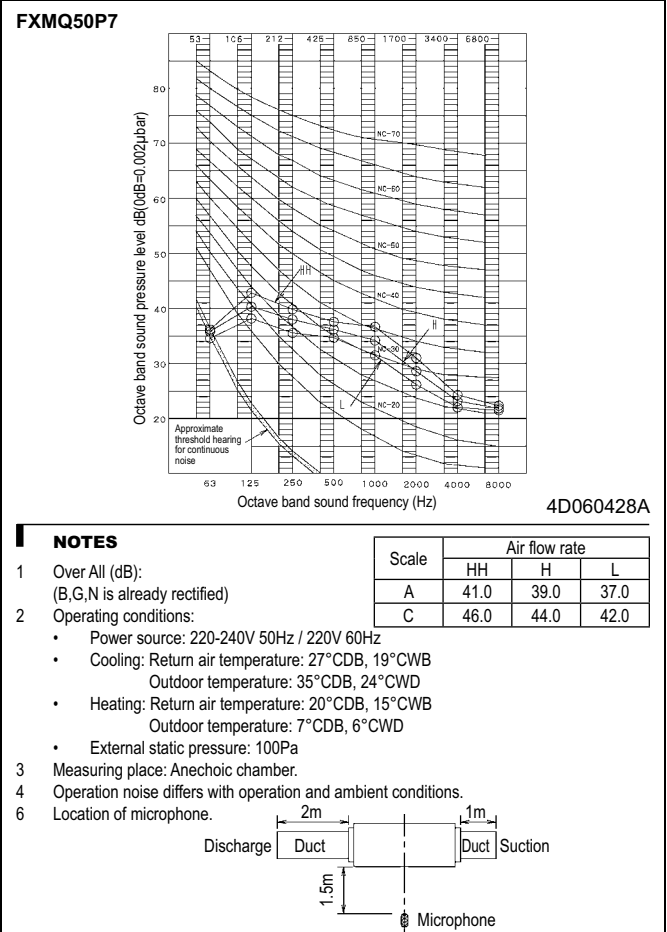 FXMQ50P7
53 106 212 425 850 1700 3400 6800
80
70
60
50
40
30
20
NC-70
NC-60
NC-50
NC-40
NC-30
NC-20
HH
H
L
Octave band sound pressure level dB(0dB=0.002µbar)
Approximate
threshold hearing
for continuous
noise
63 125 250 500 1000 2000 4000 8000
Octave band sound frequency (Hz)
4D060428A
NOTES
1 Over All (dB):
(B,G,N is already rectified)
Scale Air flow rate
HH H L
A 41.0 39.0 37.0
C 46.0 44.0 42.0
2 Operating conditions:
• Power source: 220-240V 50Hz / 220V 60Hz
• Cooling: Return air temperature: 27°CDB, 19°CWB
Outdoor temperature: 35°CDB, 24°CWD
• Heating: Return air temperature: 20°CDB, 15°CWB
Outdoor temperature: 7°CDB, 6°CWD
• External static pressure: 100Pa
3 Measuring place: Anechoic chamber.
4 Operation noise differs with operation and ambient conditions.
6 Location of microphone.
2m 1m
Discharge Duct Duct Suction
1.5m
Microphone